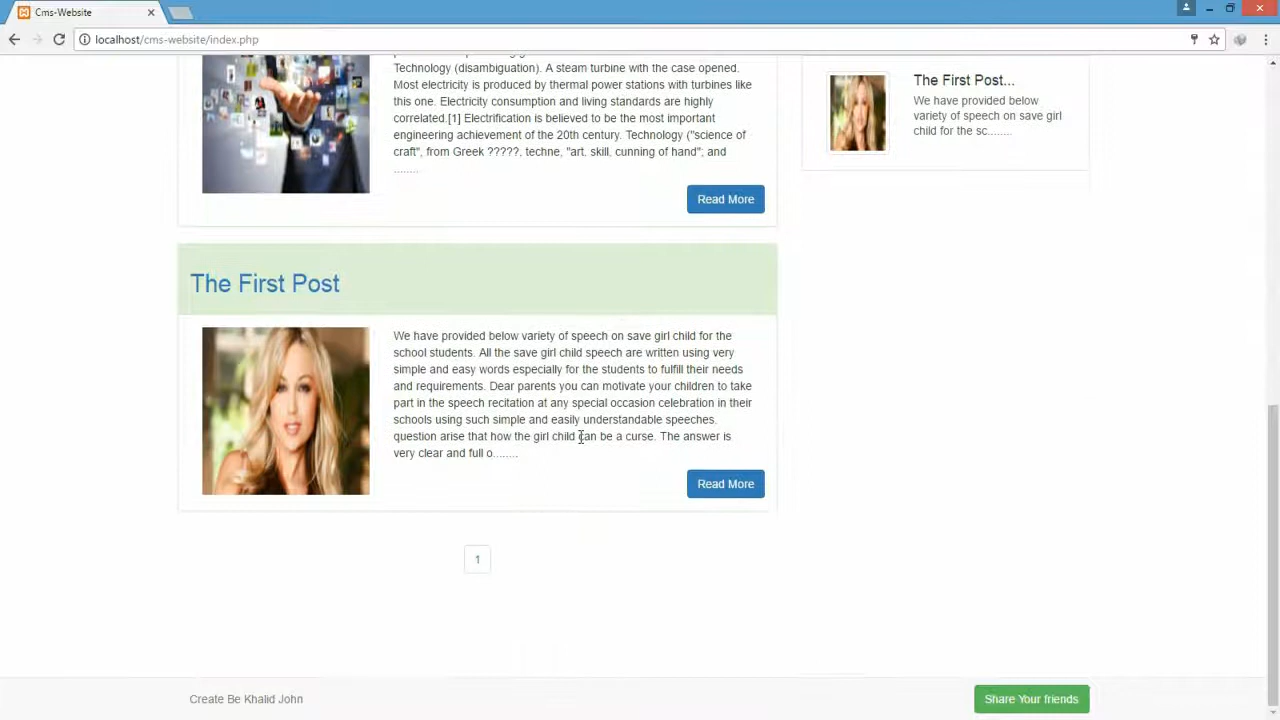 Cms-Website
localhost/cms-website/index.php
Technology (disambiguation). A steam turbine with the case opened.
Most electricity is produced by thermal power stations with turbines like
this one. Electricity consumption and living standards are highly
correlated.[1] Electrification is believed to be the most important
engineering achievement of the 20th century. Technology ("science of
craft", from Greek ?????, techne, "art, skill, cunning of hand"; and
........
Read More
The First Post
We have provided below variety of speech on save girl child for the
school students. All the save girl child speech are written using very
simple and easy words especially for the students to fulfill their needs
and requirements. Dear parents you can motivate your children to take
part in the speech recitation at any special occasion celebration in their
schools using such simple and easily understandable speeches.
question arise that how the girl child can be a curse. The answer is
very clear and full o........
Read More
1
The First Post...
We have provided below
variety of speech on save girl
child for the sc........
Create Be Khalid John
Share Your friends